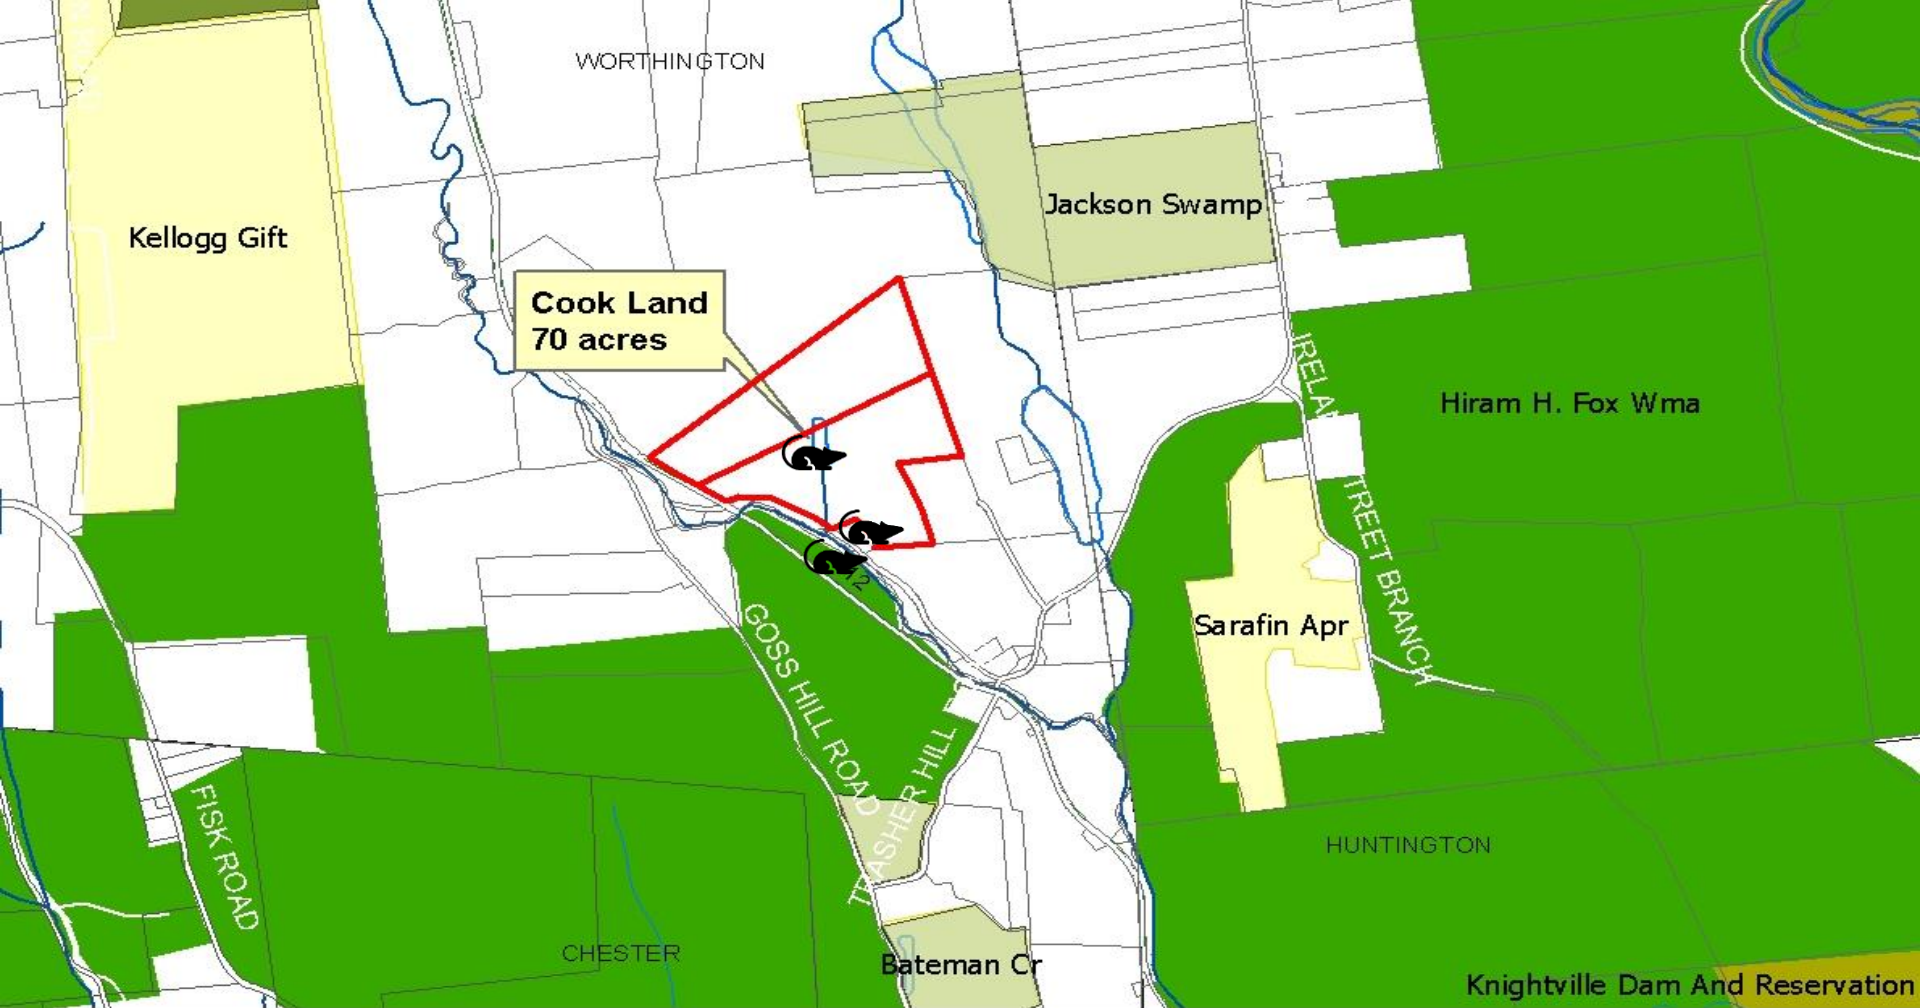 WORTHINGTON
Jackson Swamp
Kellogg Gift
Cook Land
70 acres
Hiram H. Fox Wma
STREET BRANCH
Sarafin Apr
112
GOSS HILL ROAD
TRASHER HILL
FISK ROAD
HUNTINGTON
CHESTER
Bateman Cr
Knightville Dam And Reservation